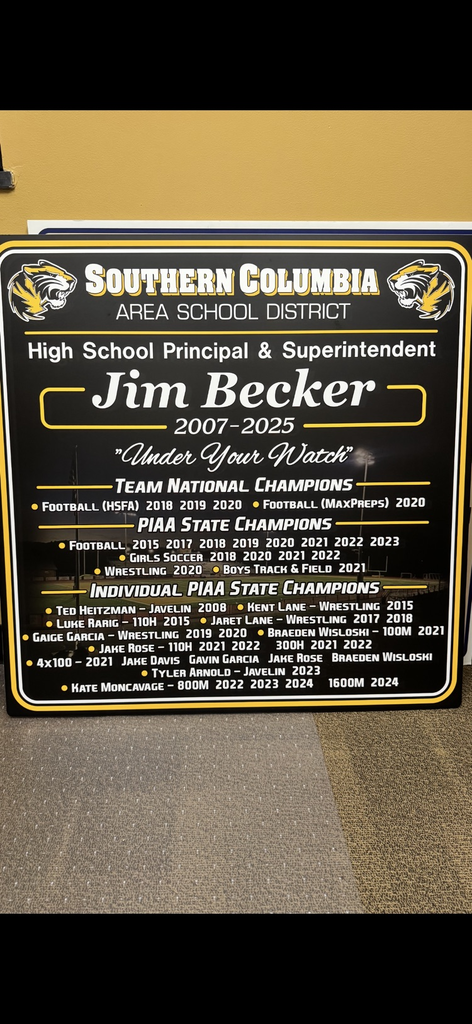 SOUTHERN COLUMBIA
AREA SCHOOL DISTRICT
High School Principal & Superintendent
Jim Becker
2007-2025
"Under Your Watch"
TEAM NATIONAL CHAMPIONS
• FOOTBALL (HSFA) 2018 2019 2020 • FOOTBALL (MAXPREPS) 2020
PIAA STATE CHAMPIONS
• FOOTBALL 2015 2017 2018 2019 2020 2021 2022 2023
• GIRLS SOCCER 2018 2020 2021 2022
• WRESTLING 2020 • BOYS TRACK & FIELD 2021
INDIVIDUAL PIAA STATE CHAMPIONS
• TED HEITZMAN – JAVELIN 2008 • KENT LANE – WRESTLING 2015
• LUKE RARIG – 110H 2015 • JARET LANE – WRESTLING 2017 2018
• GAIGE GARCIA – WRESTLING 2019 2020 • BRAEDEN WISLOSKI – 100M 2021
• JAKE ROSE – 110H 2021 2022 300H 2021 2022
• 4X100 – 2021 JAKE DAVIS GAVIN GARCIA JAKE ROSE BRAEDEN WISLOSKI
• TYLER ARNOLD – JAVELIN 2023
• KATE MONCAVAGE – 800M 2022 2023 2024 1600M 2024